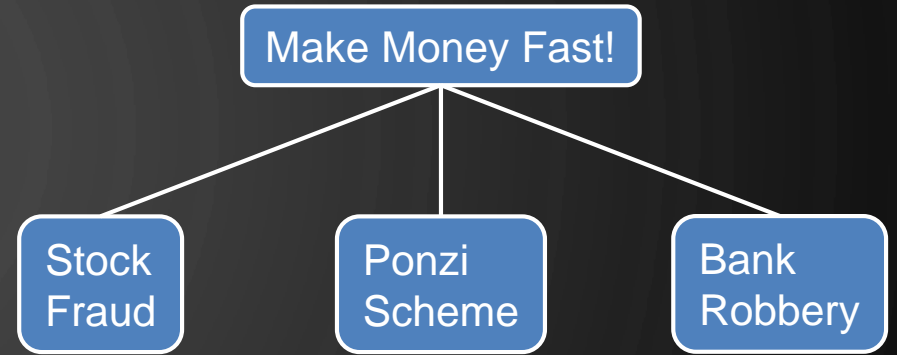 Make Money Fast!
Stock
Fraud
Ponzi
Scheme
Bank
Robbery